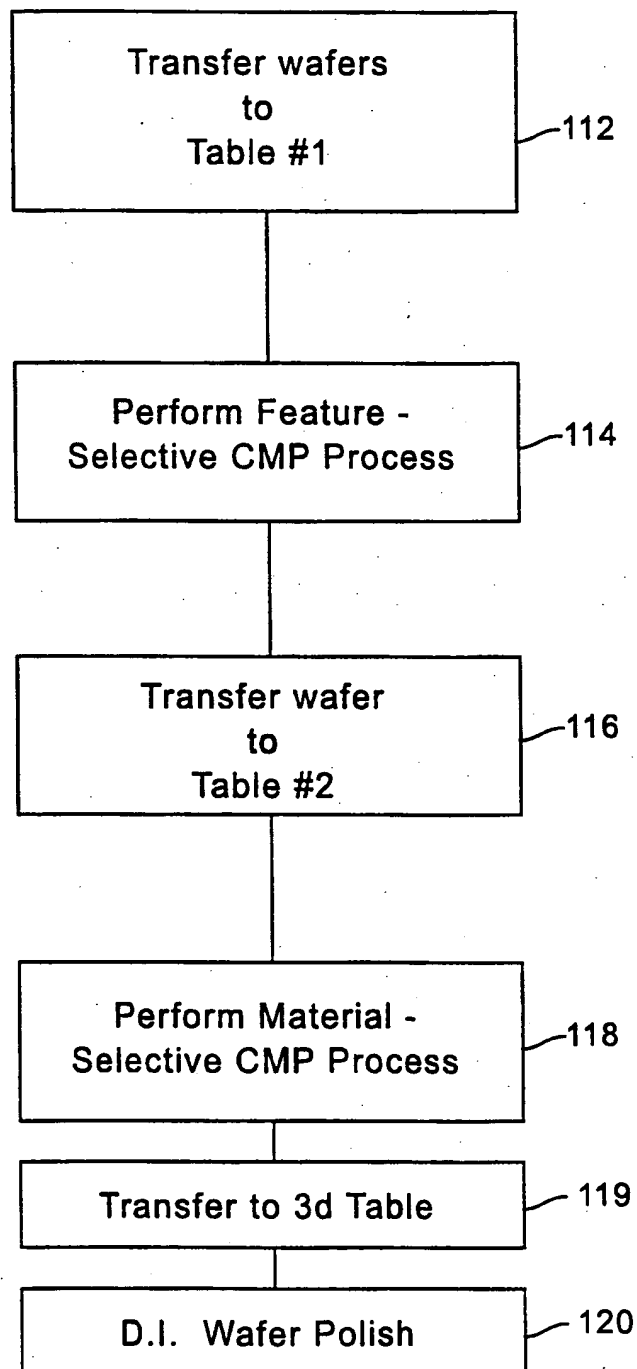 Transfer wafers
to
Table #1
112
Perform Feature -
Selective CMP Process
114
Transfer wafer
to
Table #2
116
Perform Material -
Selective CMP Process
118
Transfer to 3d Table
119
D.I. Wafer Polish
120